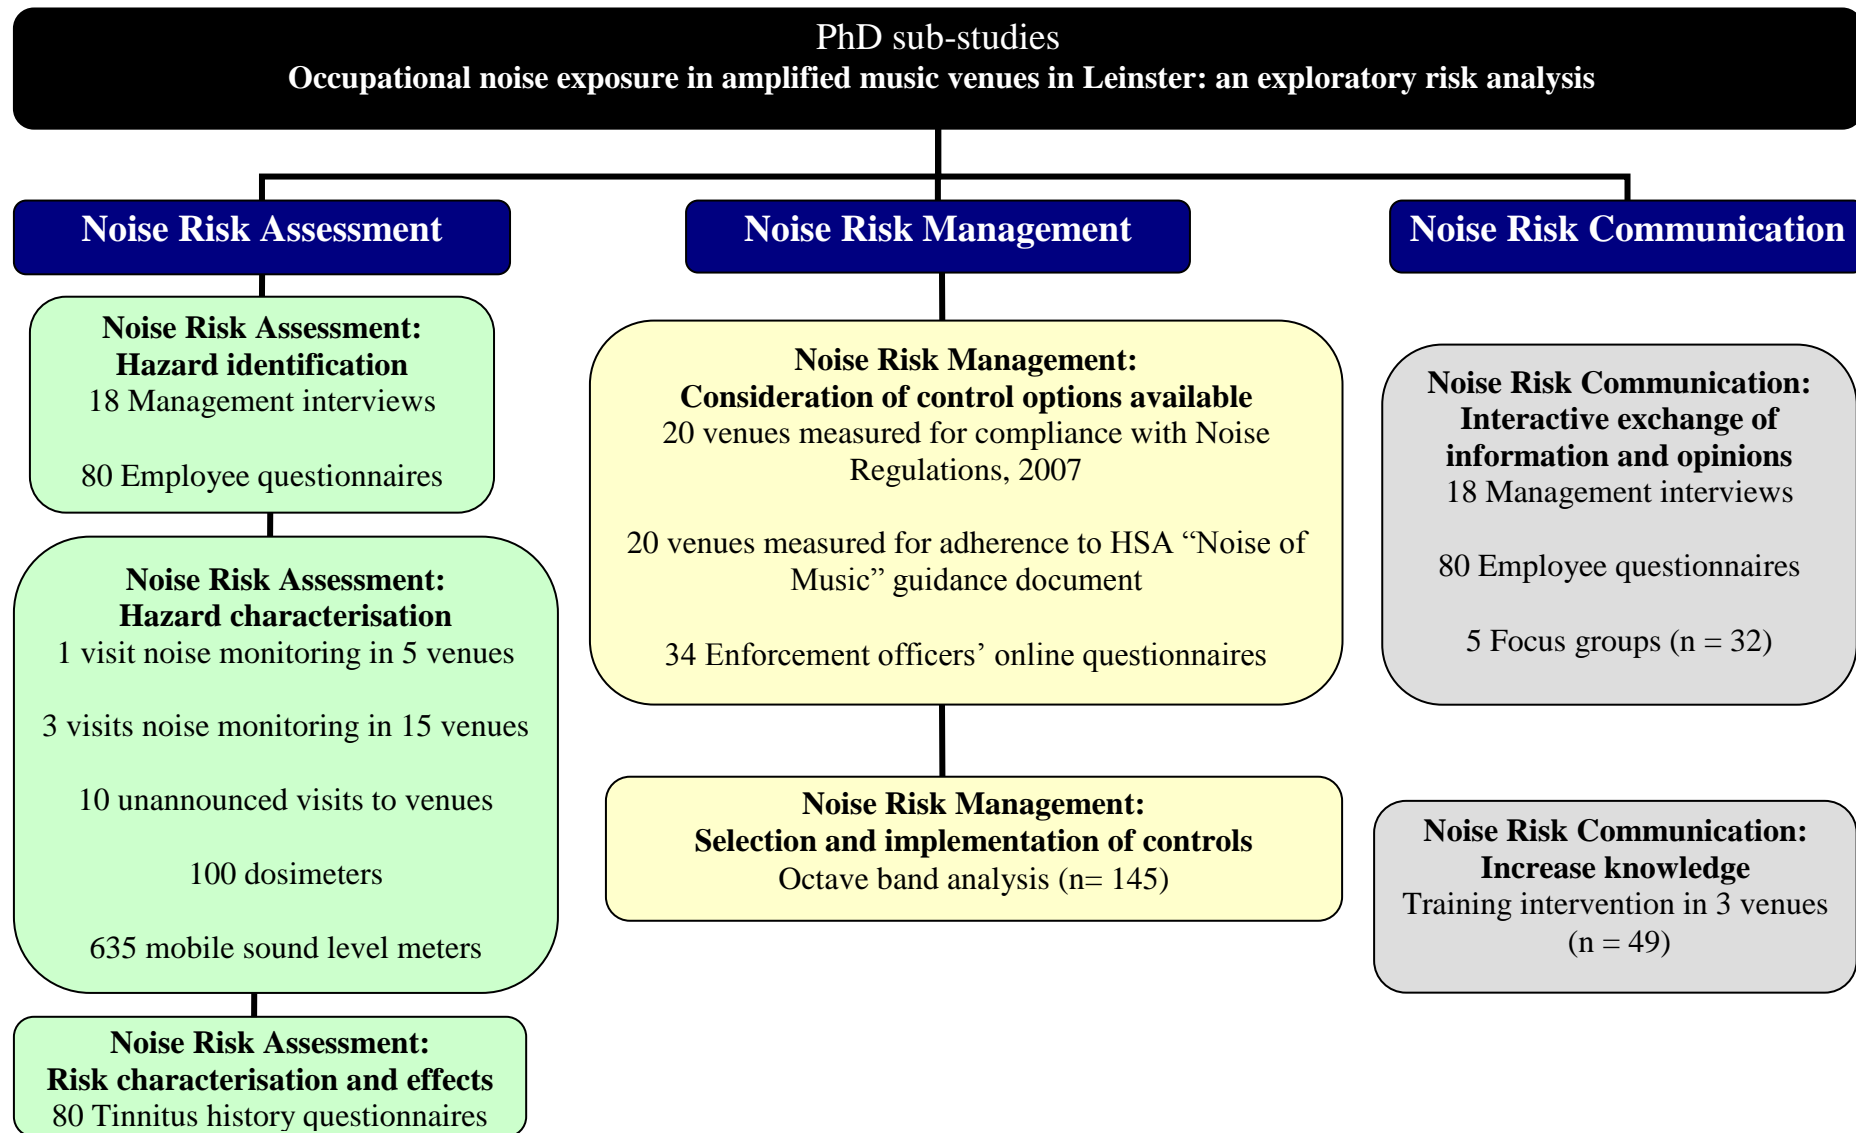 PhD sub-studies
Occupational noise exposure in amplified music venues in Leinster: an exploratory risk analysis
Noise Risk Assessment
Noise Risk Assessment:
Hazard identification
18 Management interviews
80 Employee questionnaires
Noise Risk Assessment:
Hazard characterisation
1 visit noise monitoring in 5 venues
3 visits noise monitoring in 15 venues
10 unannounced visits to venues
100 dosimeters
635 mobile sound level meters
Noise Risk Assessment:
Risk characterisation and effects
80 Tinnitus history questionnaires
Noise Risk Management
Noise Risk Management:
Consideration of control options available
20 venues measured for compliance with Noise
Regulations, 2007
20 venues measured for adherence to HSA “Noise of
Music” guidance document
34 Enforcement officers’ online questionnaires
Noise Risk Management:
Selection and implementation of controls
Octave band analysis (n= 145)
Noise Risk Communication
Noise Risk Communication:
Interactive exchange of
information and opinions
18 Management interviews
80 Employee questionnaires
5 Focus groups (n = 32)
Noise Risk Communication:
Increase knowledge
Training intervention in 3 venues
(n = 49)